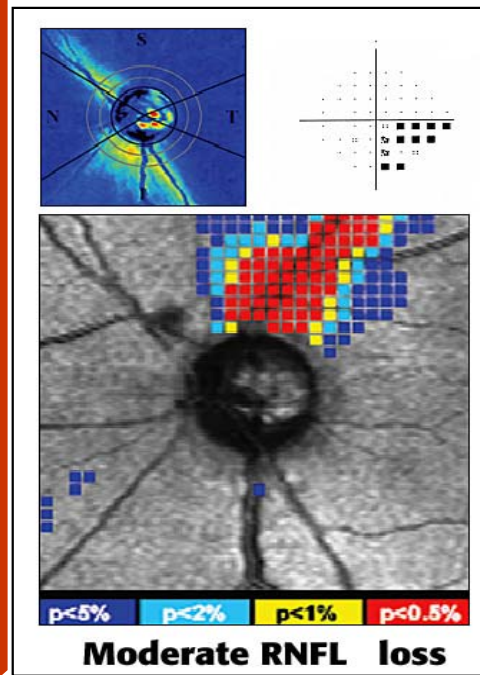 S
N
T
I
p<5%
p<2%
p<1%
p<0.5%
Moderate RNFL loss